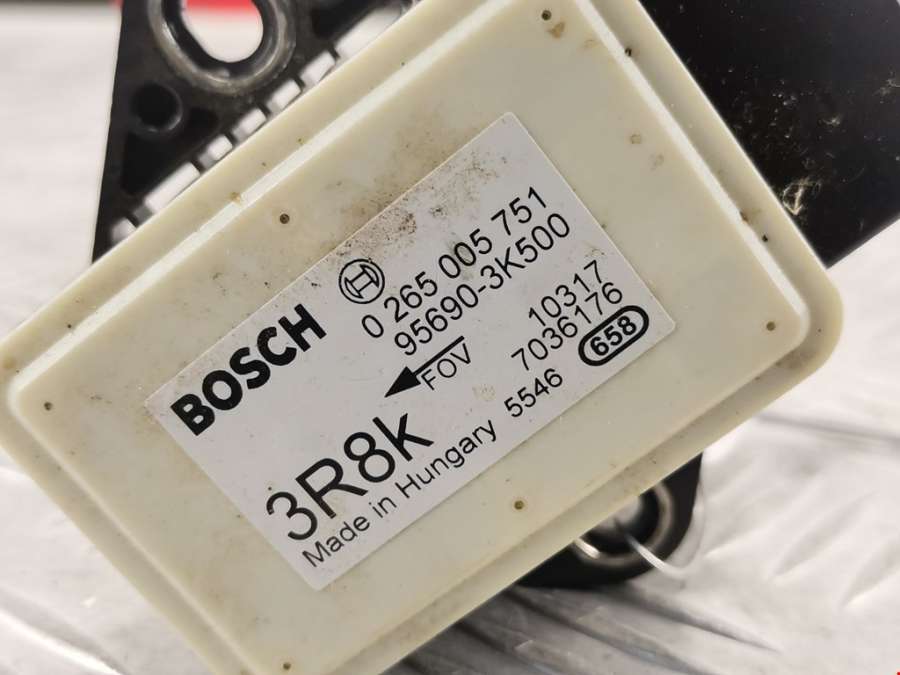 BOSCH
0 265 005 751
95690-3K500
FOV
10317
7036176
3R8k
Made in Hungary 5546
658